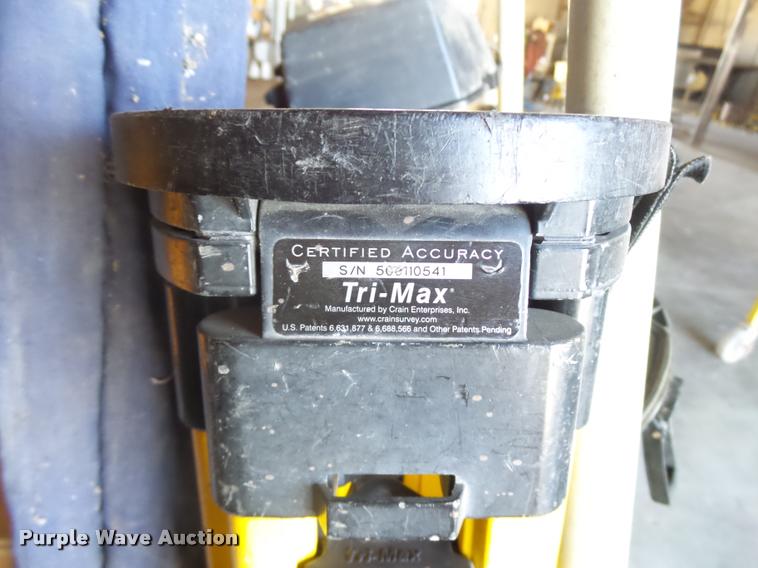 CERTIFIED ACCURACY
S/N 500110541
Tri-Max®
Manufactured by Crain Enterprises, Inc.
www.crainsurvey.com
U.S. Patents 6,631,877 & 6,688,566 and Other Patents Pending
Tri-Max
Purple Wave Auction